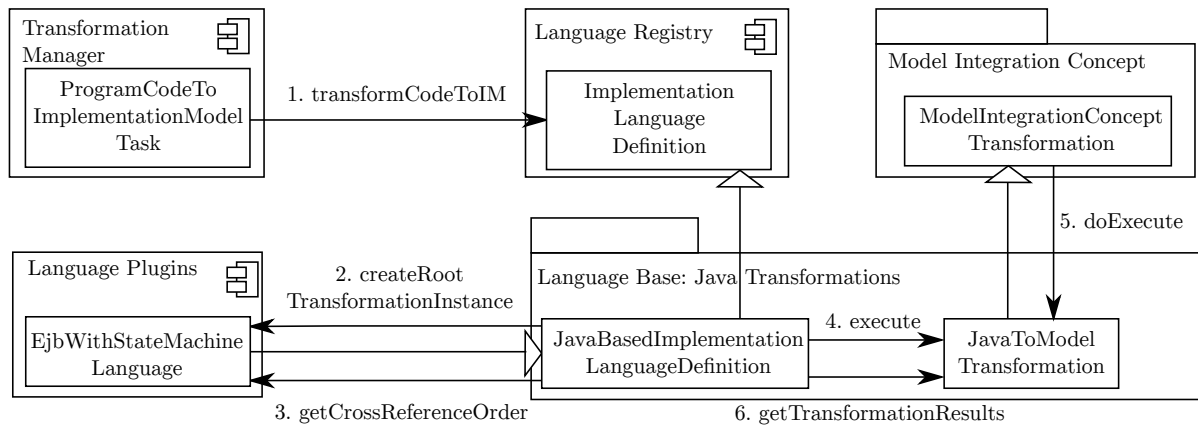 Transformation
Manager
ProgramCodeTo
ImplementationModel
Task
1. transformCodeToIM
Language Registry
Implementation
Language
Definition
Model Integration Concept
ModelIntegrationConcept
Transformation
5. doExecute
Language Plugins
EjbWithStateMachine
Language
2. createRoot
TransformationInstance
3. getCrossReferenceOrder
Language Base: Java Transformations
JavaBasedImplementation
LanguageDefinition
4. execute
JavaToModel
Transformation
6. getTransformationResults